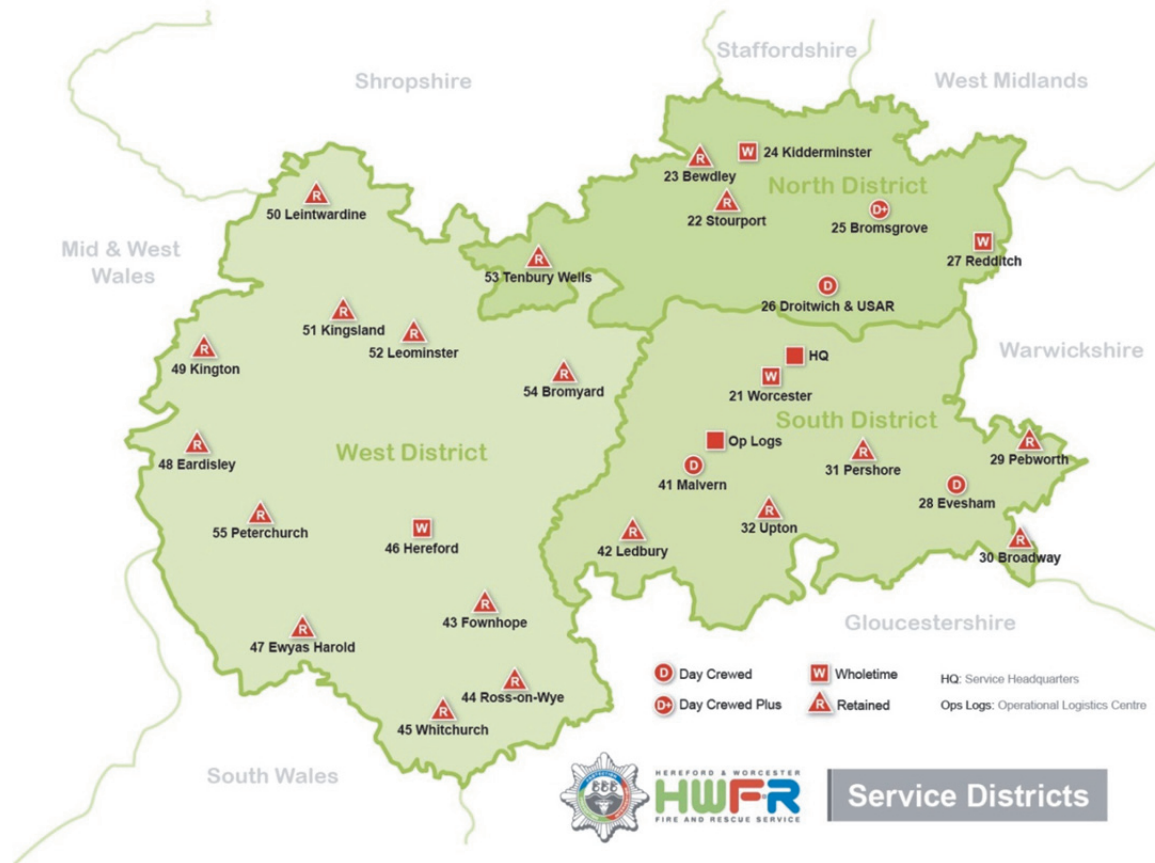 Staffordshire
Shropshire
West Midlands
W 24 Kidderminster
R
23 Bewdley
North District
R
22 Stourport
D+
25 Bromsgrove
R
50 Leintwardine
W
27 Redditch
Mid & West
Wales
R
53 Tenbury Wells
D
26 Droitwich & USAR
R
51 Kingsland
R
52 Leominster
R
49 Kington
Warwickshire
HQ
W
21 Worcester
R
54 Bromyard
South District
West District
R
48 Eardisley
Op Logs
D
41 Malvern
R
31 Pershore
R
29 Pebworth
D
28 Evesham
R
55 Peterchurch
W
46 Hereford
R
32 Upton
R
42 Ledbury
R
30 Broadway
R
43 Fownhope
Gloucestershire
R
47 Ewyas Harold
R
44 Ross-on-Wye
R
45 Whitchurch
South Wales
D Day Crewed
W Wholetime
HQ: Service Headquarters
D+ Day Crewed Plus
R Retained
Ops Logs: Operational Logistics Centre
HEREFORD & WORCESTER
HWFR
FIRE AND RESCUE SERVICE
Service Districts